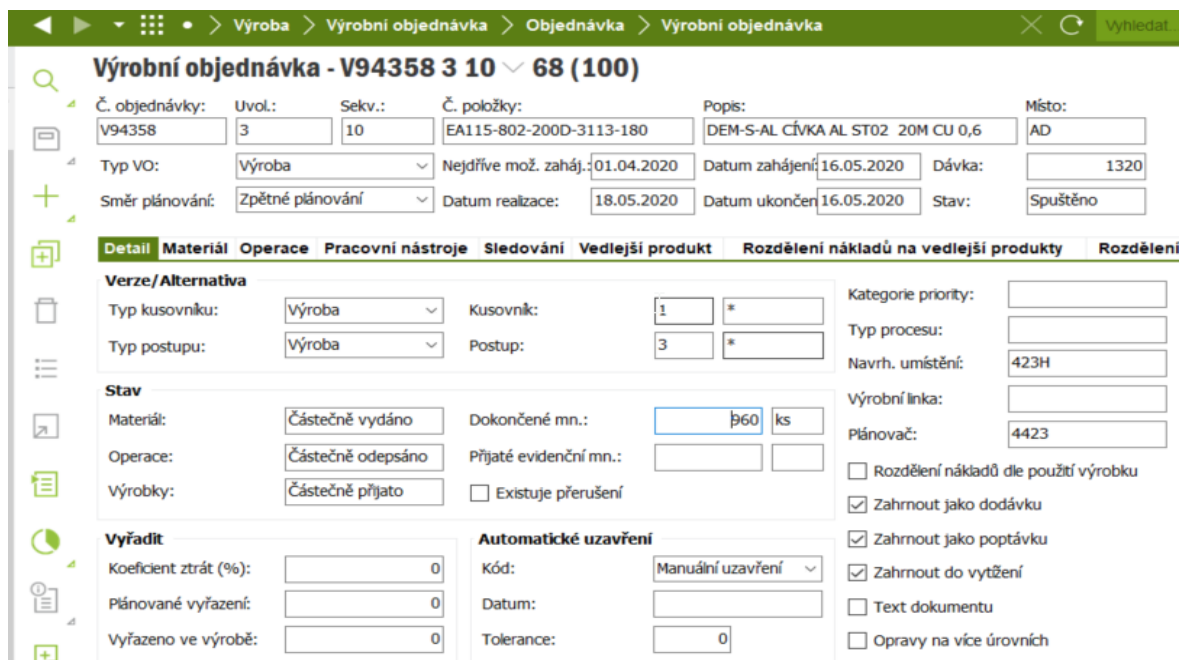 Výroba > Výrobní objednávka > Objednávka > Výrobní objednávka Vyhledat...
Výrobní objednávka - V94358 3 10 68 (100)
Č. objednávky: Uvol.: Sekv.: Č. položky: Popis: Místo:
V94358 3 10 EA115-802-200D-3113-180 DEM-S-AL CÍVKA AL ST02 20M CU 0,6 AD
Typ VO: Výroba Nejdříve mož. zaháj.: 01.04.2020 Datum zahájení: 16.05.2020 Dávka: 1320
Směr plánování: Zpětné plánování Datum realizace: 18.05.2020 Datum ukončen 16.05.2020 Stav: Spuštěno
Detail Materiál Operace Pracovní nástroje Sledování Vedlejší produkt Rozdělení nákladů na vedlejší produkty Rozdělení
Verze/Alternativa
Typ kusovníku: Výroba Kusovník: 1 *
Typ postupu: Výroba Postup: 3 *
Stav
Materiál: Částečně vydáno Dokončené mn.: 960 ks
Operace: Částečně odepsáno Přijaté evidenční mn.:
Výrobky: Částečně přijato Existuje přerušení
Vyřadit
Koeficient ztrát (%): 0
Plánované vyřazení: 0
Vyřazeno ve výrobě: 0
Automatické uzavření
Kód: Manuální uzavření
Datum:
Tolerance: 0
Kategorie priority:
Typ procesu:
Navrh. umístění: 423H
Výrobní linka:
Plánovač: 4423
Rozdělení nákladů dle použití výrobku
Zahrnout jako dodávku
Zahrnout jako poptávku
Zahrnout do vytížení
Text dokumentu
Opravy na více úrovních